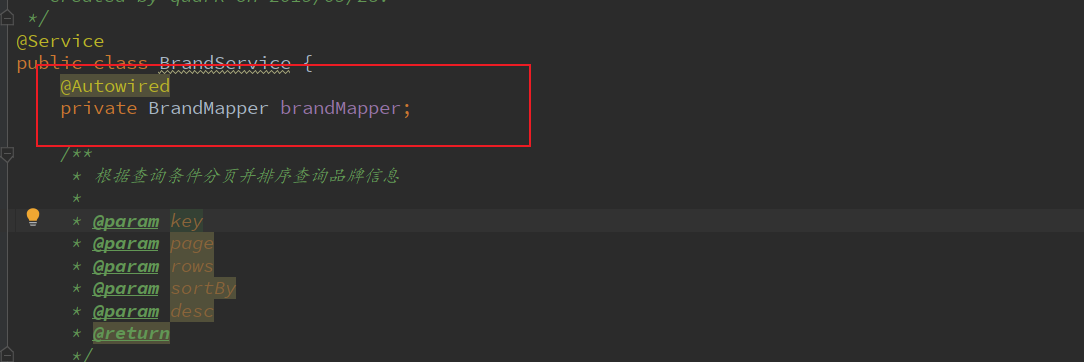 */
@Service
public class BrandService {
@Autowired
private BrandMapper brandMapper;
/**
* 根据查询条件分页并排序查询品牌信息
*
* @param key
* @param page
* @param rows
* @param sortBy
* @param desc
* @return
*/